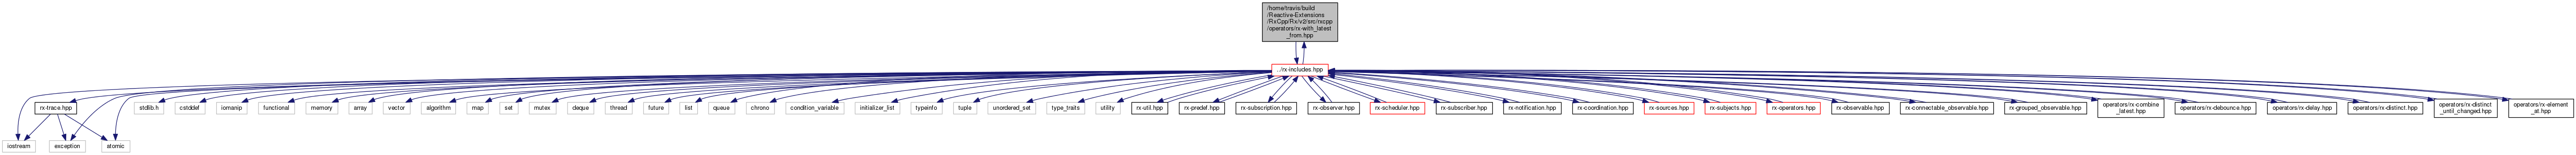 /home/travis/build
/Reactive-Extensions
/RxCpp/Rx/v2/src/rxcpp
/operators/rx-with_latest
_from.hpp
../rx-includes.hpp
rx-trace.hpp
stdlib.h
cstddef
iomanip
functional
memory
array
vector
algorithm
map
set
mutex
deque
thread
future
list
queue
chrono
condition_variable
initializer_list
typeinfo
tuple
unordered_set
type_traits
utility
rx-util.hpp
rx-predef.hpp
rx-subscription.hpp
rx-observer.hpp
rx-scheduler.hpp
rx-subscriber.hpp
rx-notification.hpp
rx-coordination.hpp
rx-sources.hpp
rx-subjects.hpp
rx-operators.hpp
rx-observable.hpp
rx-connectable_observable.hpp
rx-grouped_observable.hpp
operators/rx-combine
_latest.hpp
operators/rx-debounce.hpp
operators/rx-delay.hpp
operators/rx-distinct.hpp
operators/rx-distinct
_until_changed.hpp
operators/rx-element
_at.hpp
iostream
exception
atomic